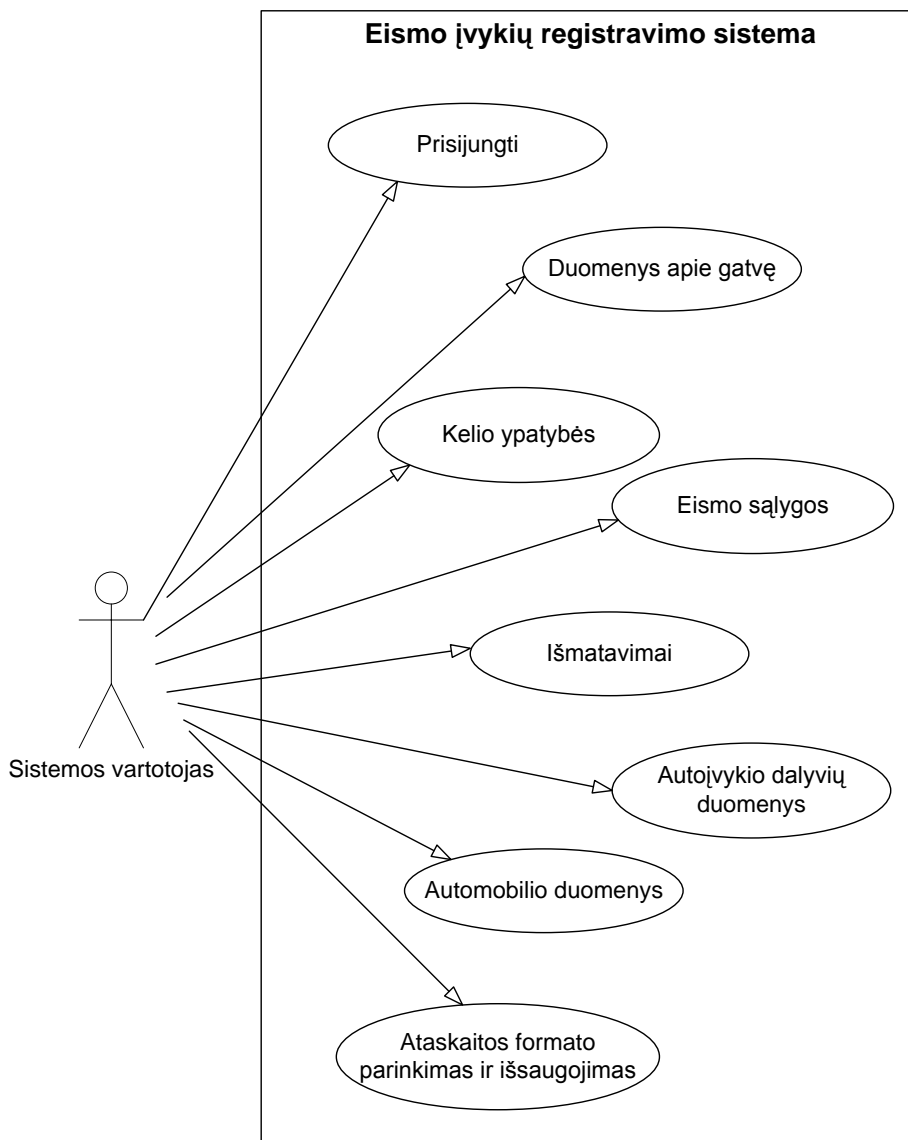 Eismo įvykių registravimo sistema
Prisijungti
Duomenys apie gatvę
Kelio ypatybės
Eismo sąlygos
Išmatavimai
Sistemos vartotojas
Autoįvykio dalyvių
duomenys
Automobilio duomenys
Ataskaitos formato
parinkimas ir išsaugojimas